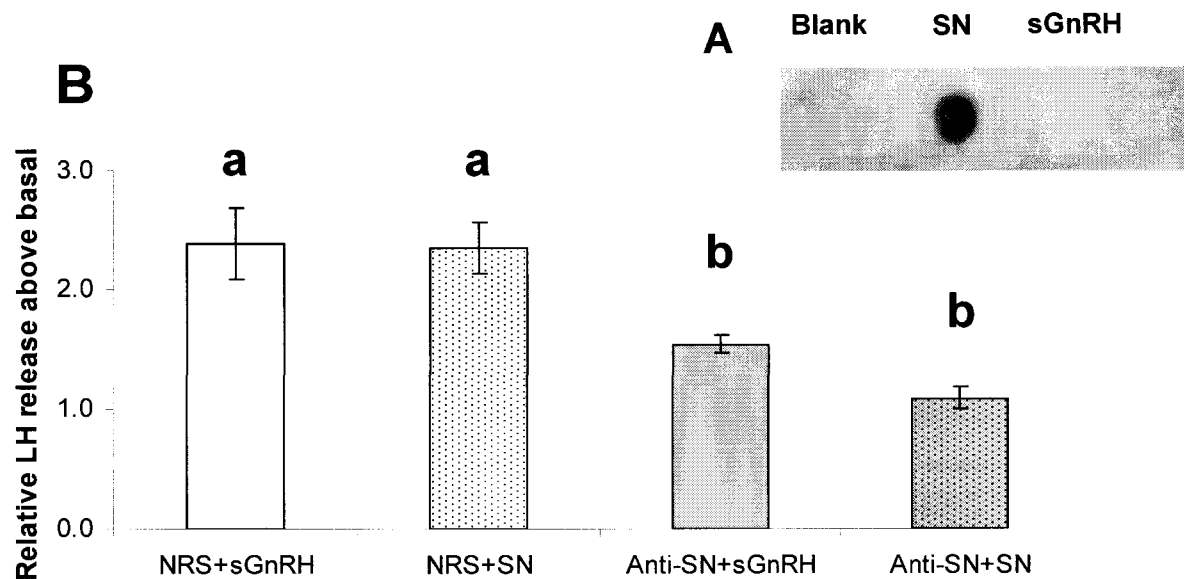 A
Blank SN sGnRH
B
Relative LH release above basal
3.0
2.0
1.0
0.0
a
a
b
b
NRS+sGnRH NRS+SN Anti-SN+sGnRH Anti-SN+SN